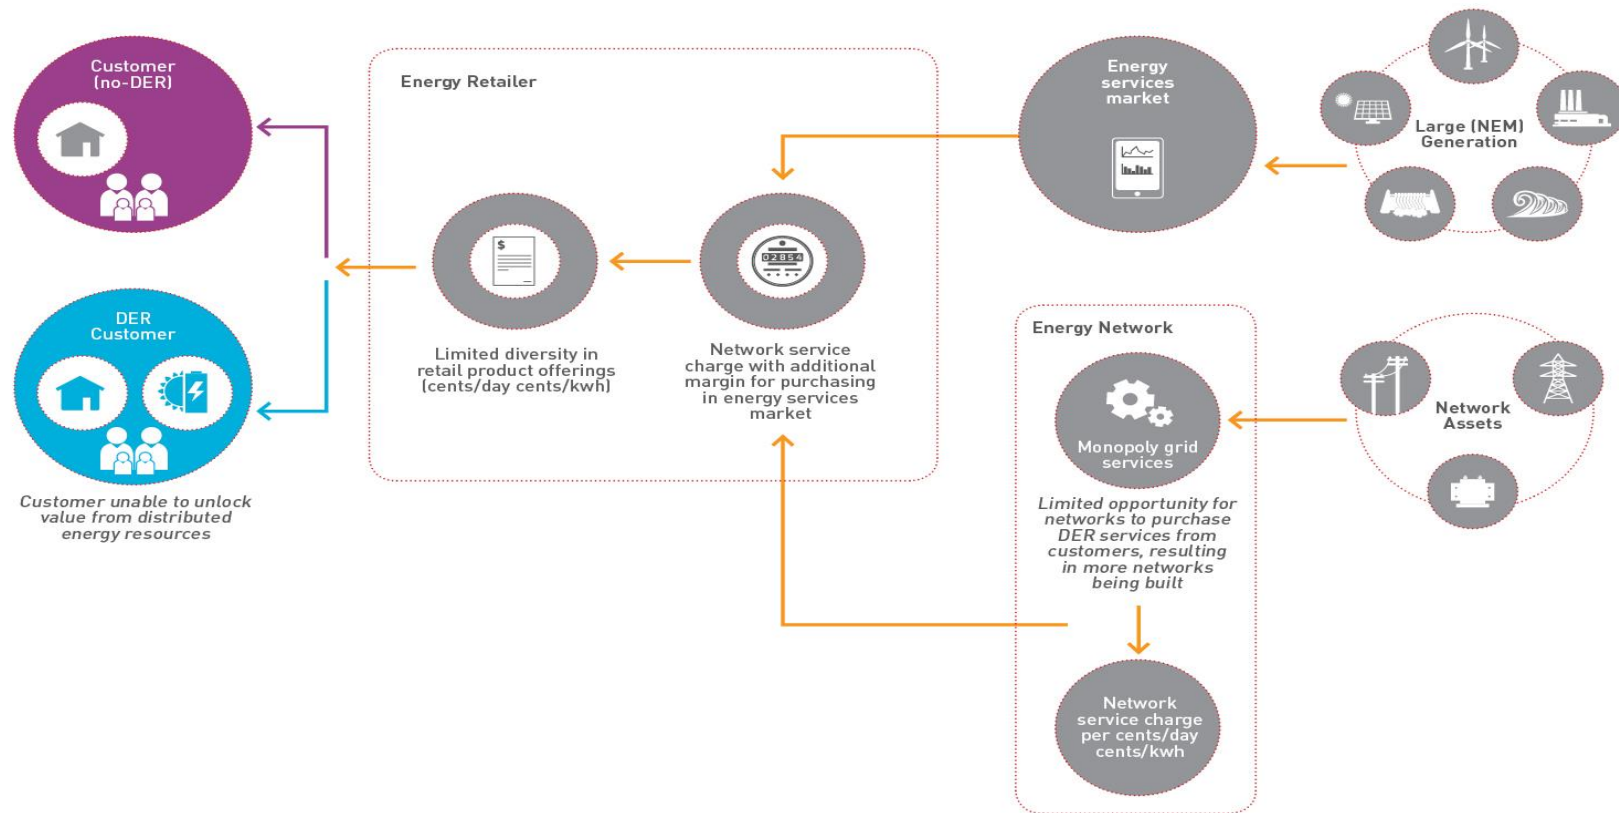 Customer
(no-DER)
DER
Customer
Customer unable to unlock
value from distributed
energy resources
Energy Retailer
$
Limited diversity in
retail product offerings
(cents/day cents/kwh)
02854
Network service
charge with additional
margin for purchasing
in energy services
market
Energy
services
market
Large (NEM)
Generation
Energy Network
Monopoly grid
services
Limited opportunity for
networks to purchase
DER services from
customers, resulting
in more networks
being built
Network
service charge
per cents/day
cents/kwh
Network
Assets